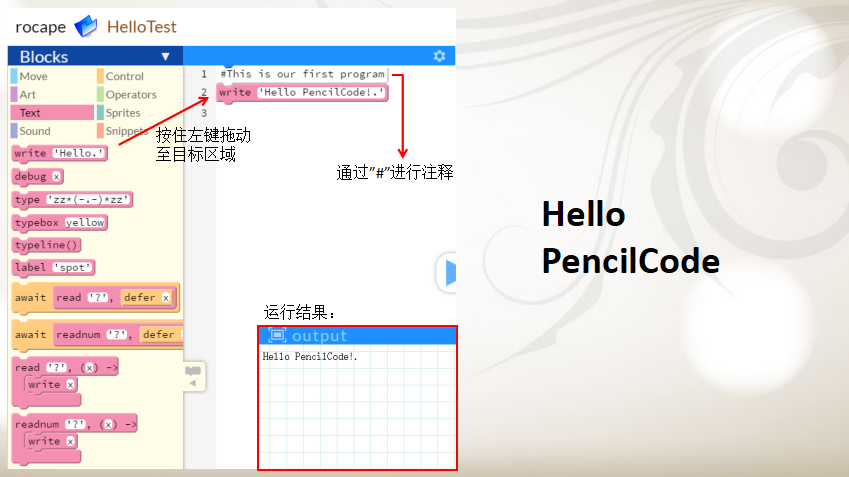 rocape HelloTest
Blocks
Move Control
Art Operators
Text Sprites
Sound Snippets
write 'Hello.'
debug x
type 'zz*(-.-)*zz'
typebox yellow
typeline()
label 'spot'
await read '?', defer x
await readnum '?', defer
read '?', (x) ->
write x
readnum '?', (x) ->
write x
1 #This is our first program
2 write 'Hello PencilCode!.'
3
按住左键拖动
至目标区域
通过"#"进行注释
运行结果：
output
Hello PencilCode!.
Hello
PencilCode